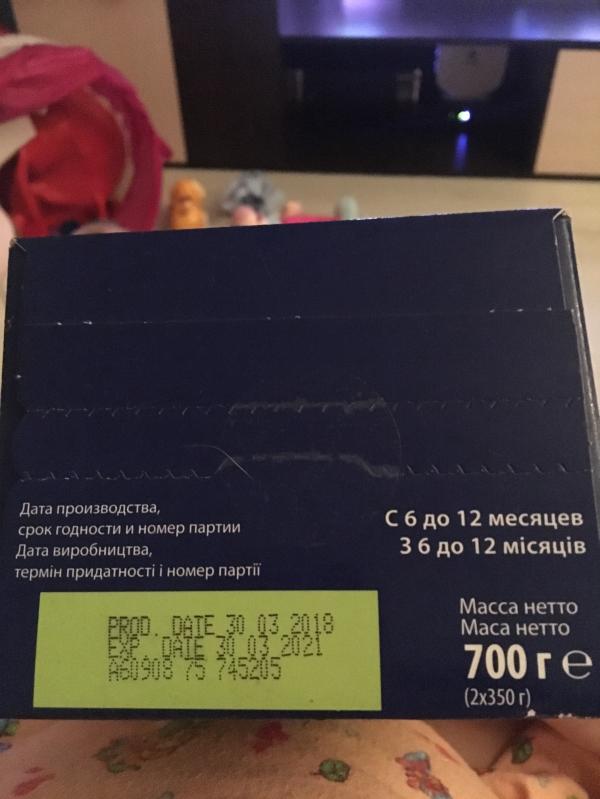 Дата производства,
срок годности и номер партии
Дата виробництва,
термін придатності і номер партії
С 6 до 12 месяцев
З 6 до 12 місяців
PROD. DATE 30 03 2018
EXP. DATE 30 03 2021
A60908 75 745205
Масса нетто
Маса нетто
700 г ℮
(2х350 г)